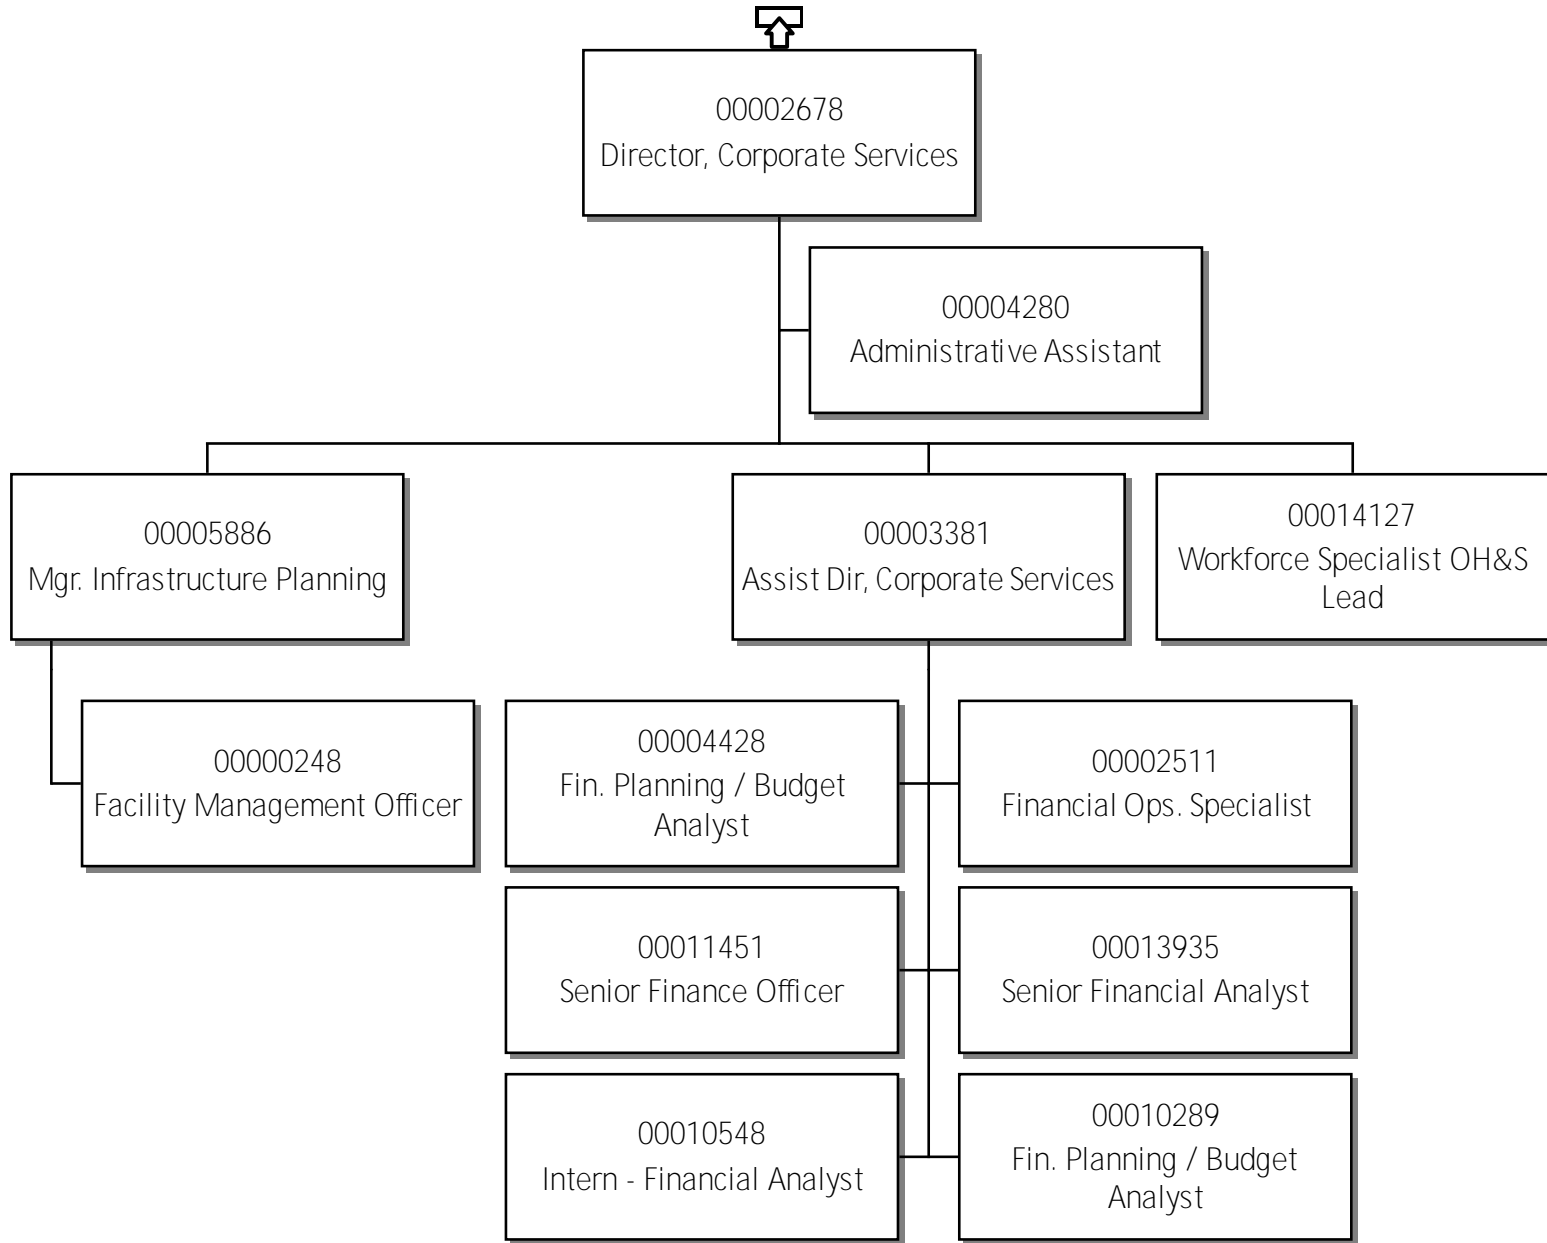 00002678
Director, Corporate Services
00004280
Administrative Assistant
00005886
Mgr. Infrastructure Planning
00003381
Assist Dir, Corporate Services
00014127
Workforce Specialist OH&S
Lead
00000248
Facility Management Officer
00004428
Fin. Planning / Budget
Analyst
00002511
Financial Ops. Specialist
00011451
Senior Finance Officer
00013935
Senior Financial Analyst
00010548
Intern - Financial Analyst
00010289
Fin. Planning / Budget
Analyst